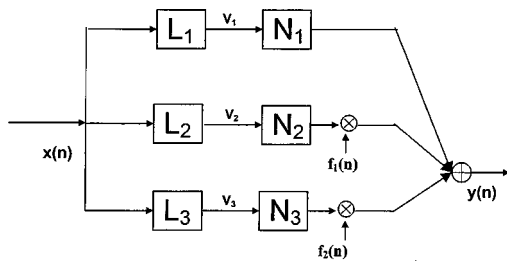 L₁ V₁ N₁
L₂ V₂ N₂
x(n) f₁(n) y(n)
L₃ V₃ N₃
f₂(n)